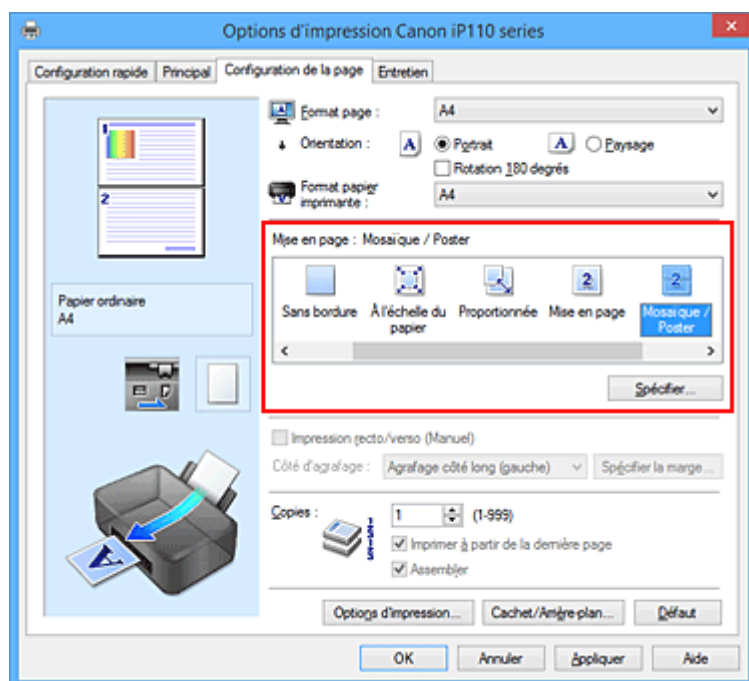 Options d'impression Canon iP110 series
Configuration rapide Principal Configuration de la page Entretien
Format page : A4
Orientation : A Portrait A Paysage
Rotation 180 degrés
Format papier imprimante : A4
Mise en page : Mosaïque / Poster
Sans bordure
À l'échelle du papier
Proportionnée
2
Mise en page
2
Mosaïque / Poster
Spécifier...
1
2
Papier ordinaire
A4
Impression recto/verso (Manuel)
Côté d'agrafage : Agrafage côté long (gauche) Spécifier la marge...
Copies : 1 (1-999)
Imprimer à partir de la dernière page
Assembler
A
Options d'impression... Cachet/Arrière-plan... Défaut
OK Annuler Appliquer Aide